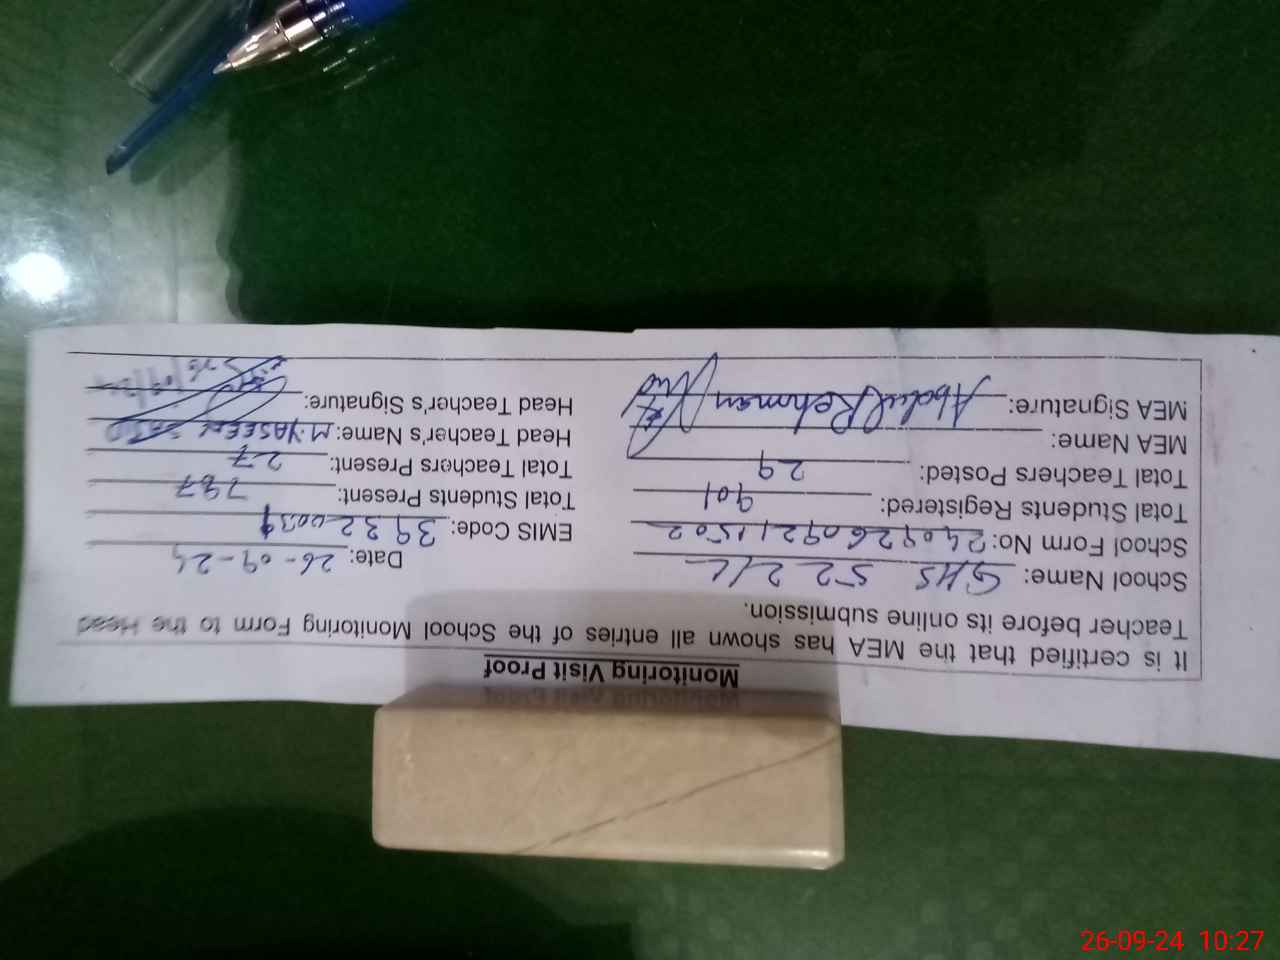 Monitoring Visit Proof
It is certified that the MEA has shown all entries of the School Monitoring Form to the Head
Teacher before its online submission.
School Name: GHS 52 2/L Date: 26-09-24
School Form No: 24092609211502 EMIS Code: 39320039
Total Students Registered: 901 Total Students Present: 787
Total Teachers Posted: 29 Total Teachers Present: 27
MEA Name: Head Teacher's Name: M. YASEEN SAJID
MEA Signature: Abdul Rehman Head Teacher's Signature:
26-09-24 10:27